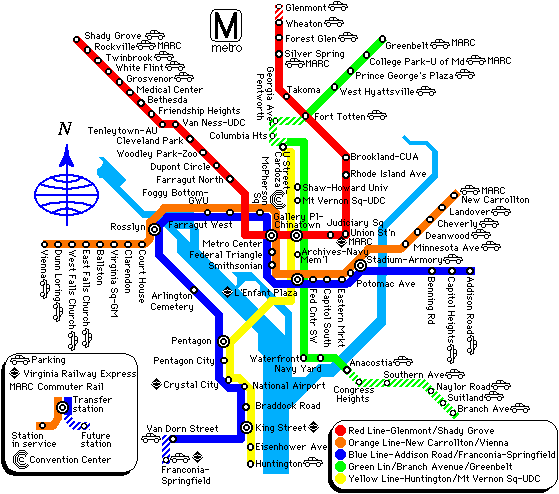 M
metro
N
Glenmont
Wheaton
Forest Glen
Silver Spring
MARC
Takoma
Shady Grove
Rockville MARC
Twinbrook
White Flint
Grosvenor
Medical Center
Bethesda
Friendship Heights
Van Ness-UDC
Tenleytown-AU
Cleveland Park
Woodley Park-Zoo
Dupont Circle
Farragut North
Foggy Bottom-
GWU
Farragut West
McPherson
Sq
Greenbelt MARC
College Park-U of Md MARC
Prince George's Plaza
West Hyattsville
Fort Totten
Georgia Ave
Pentworth
Columbia Hts
U Street-
Cardoza
Shaw-Howard Univ
Mt Vernon Sq-UDC
Brookland-CUA
Rhode Island Ave
Gallery Pl-
Chinatown
Judiciary Sq
Union St'n
MARC
Metro Center
Federal Triangle
Smithsonian
Archives-Navy
Mem'l
L'Enfant Plaza
MARC
New Carrollton
Landover
Cheverly
Deanwood
Minnesota Ave
Stadium-Armory
Potomac Ave
Rosslyn
Vienna
Dunn Loring
West Falls Church
East Falls Church
Ballston
Virginia Sq-GM
Clarendon
Court House
Arlington
Cemetery
Pentagon
Pentagon City
Crystal City
National Airport
Braddock Road
King Street
Eisenhower Ave
Huntington
Van Dorn Street
Franconia-
Springfield
Fed Cntr SW
Capitol South
Eastern Mrkt
Benning Rd
Capitol Heights
Addison Road
Waterfront
Navy Yard
Anacostia
Congress
Heights
Southern Ave
Naylor Road
Suitland
Branch Ave
Parking
Virginia Railway Express
MARC Commuter Rail
Transfer
station
Station
in service
Future
station
Convention Center
Red Line-Glenmont/Shady Grove
Orange Line-New Carrollton/Vienna
Blue Line-Addison Road/Franconia-Springfield
Green Lin/Branch Avenue/Greenbelt
Yellow Line-Huntington/Mt Vernon Sq-UDC